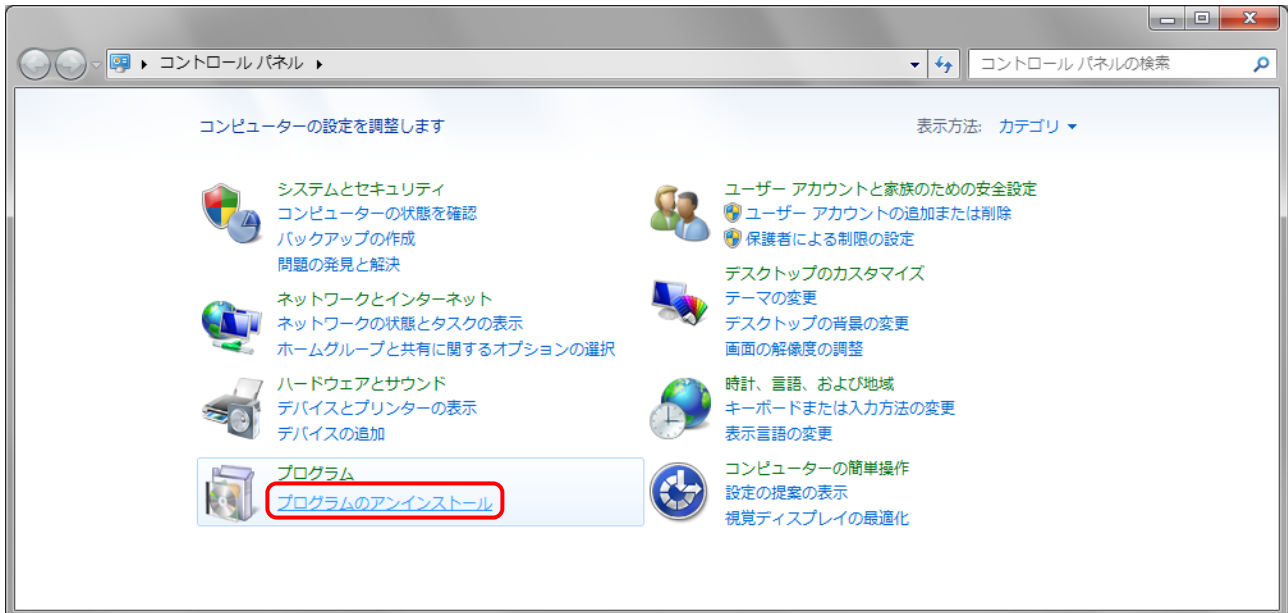 コントロール パネル
コントロール パネルの検索
コンピューターの設定を調整します
表示方法: カテゴリ
システムとセキュリティ
コンピューターの状態を確認
バックアップの作成
問題の発見と解決
ネットワークとインターネット
ネットワークの状態とタスクの表示
ホームグループと共有に関するオプションの選択
ハードウェアとサウンド
デバイスとプリンターの表示
デバイスの追加
プログラム
プログラムのアンインストール
ユーザー アカウントと家族のための安全設定
ユーザー アカウントの追加または削除
保護者による制限の設定
デスクトップのカスタマイズ
テーマの変更
デスクトップの背景の変更
画面の解像度の調整
時計、言語、および地域
キーボードまたは入力方法の変更
表示言語の変更
コンピューターの簡単操作
設定の提案の表示
視覚ディスプレイの最適化